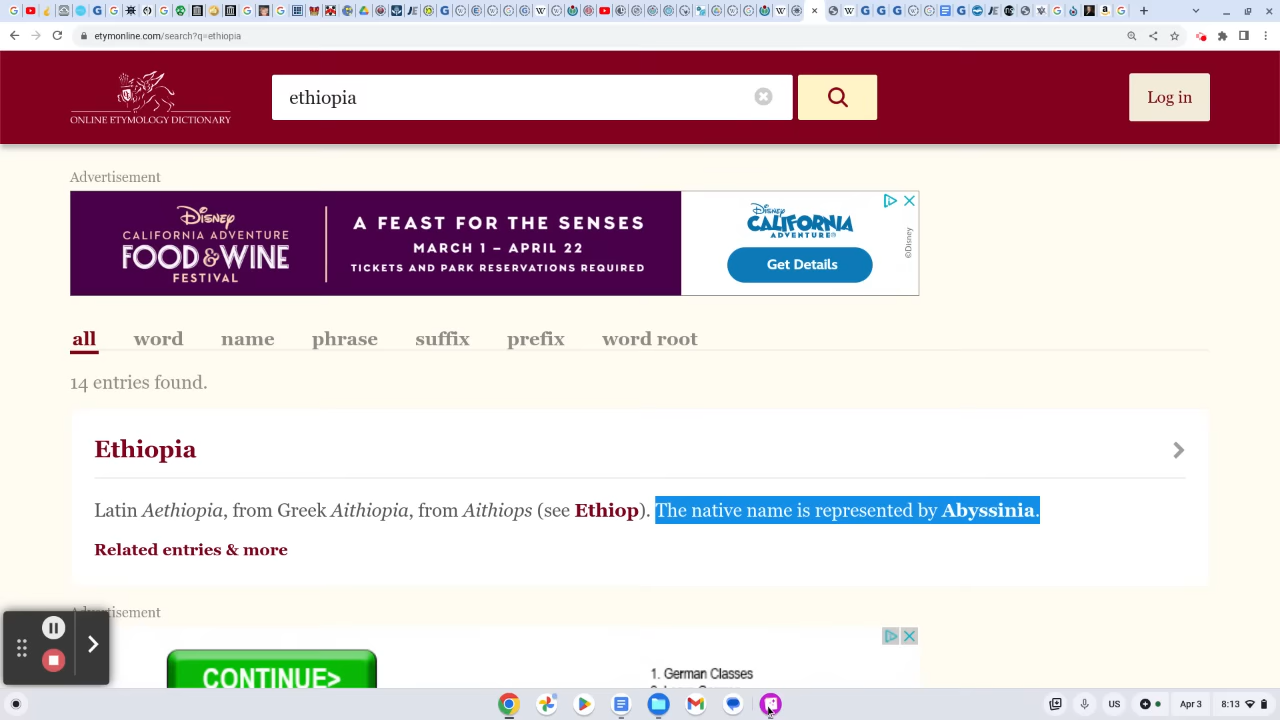 etymonline.com/search?q=ethiopia
ONLINE ETYMOLOGY DICTIONARY
ethiopia
Log in
Advertisement
Disney
CALIFORNIA ADVENTURE
FOOD & WINE
FESTIVAL
A FEAST FOR THE SENSES
MARCH 1 – APRIL 22
TICKETS AND PARK RESERVATIONS REQUIRED
Disney
CALIFORNIA
ADVENTURE
Get Details
©Disney
all word name phrase suffix prefix word root
14 entries found.
Ethiopia
Latin Aethiopia, from Greek Aithiopia, from Aithiops (see Ethiop). The native name is represented by Abyssinia.
Related entries & more
Advertisement
CONTINUE>
1. German Classes
US Apr 3 8:13